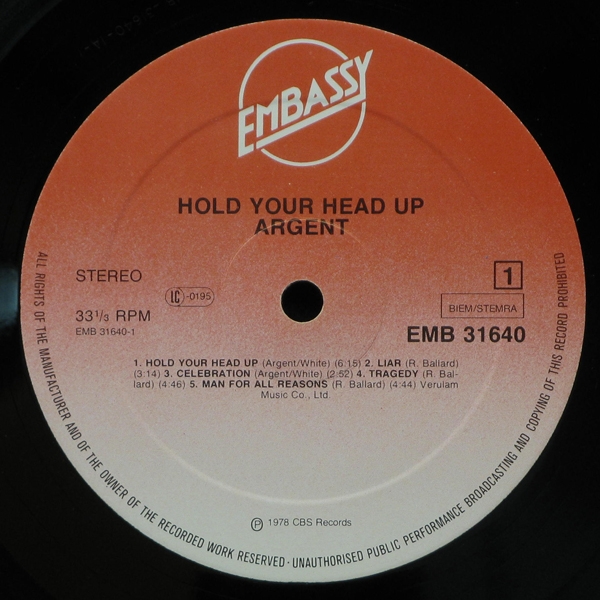 EMBASSY
HOLD YOUR HEAD UP
ARGENT
STEREO
LC -0195
33 1/3 RPM
EMB 31640-1
1
BIEM/STEMRA
EMB 31640
1. HOLD YOUR HEAD UP (Argent/White) (6:15) 2. LIAR (R. Ballard)
(3:14) 3. CELEBRATION (Argent/White) (2:52) 4. TRAGEDY (R. Bal-
lard) (4:46) 5. MAN FOR ALL REASONS (R. Ballard) (4:44) Verulam
Music Co., Ltd.
Ⓟ 1978 CBS Records
ALL RIGHTS OF THE MANUFACTURER AND OF THE OWNER OF THE RECORDED WORK RESERVED · UNAUTHORISED PUBLIC PERFORMANCE BROADCASTING AND COPYING OF THIS RECORD PROHIBITED